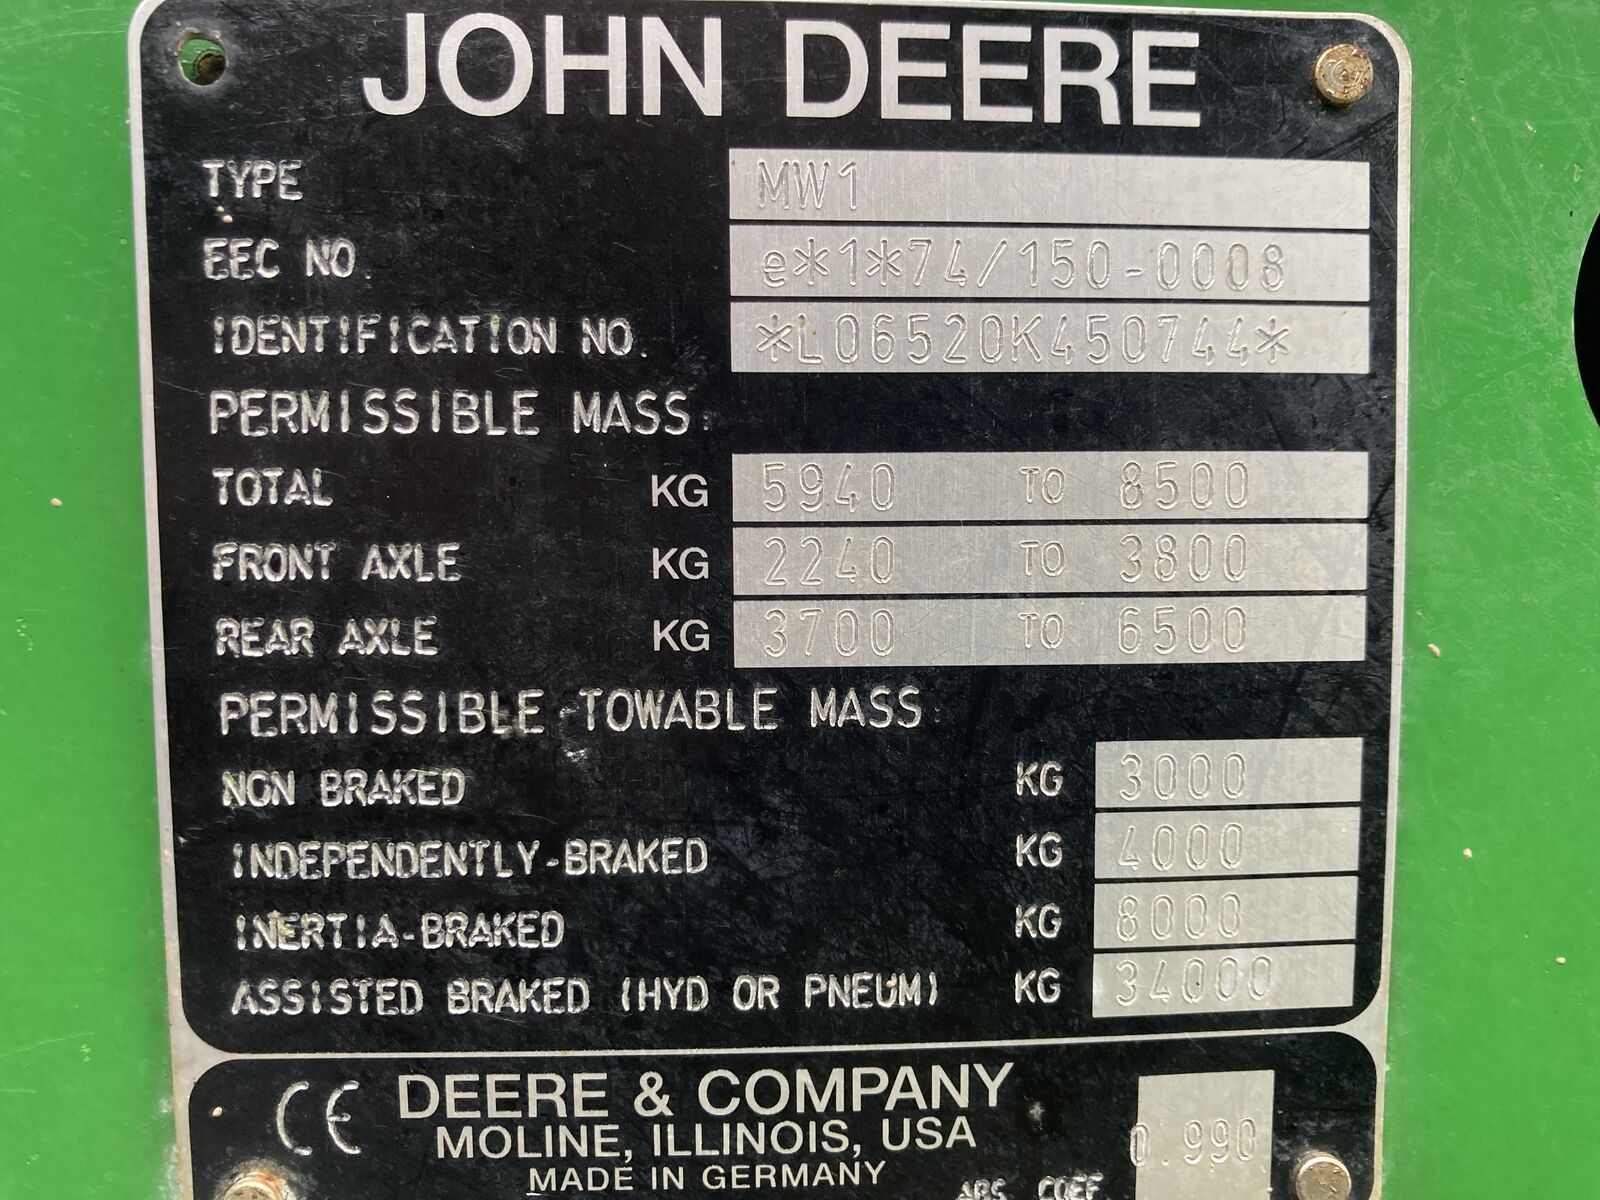 JOHN DEERE
TYPE MW1
EEC NO. e*1*74/150-0008
IDENTIFICATION NO. *L06520K450744*
PERMISSIBLE MASS:
TOTAL KG 5940 TO 8500
FRONT AXLE KG 2240 TO 3800
REAR AXLE KG 3700 TO 6500
PERMISSIBLE TOWABLE MASS:
NON BRAKED KG 3000
INDEPENDENTLY-BRAKED KG 4000
INERTIA-BRAKED KG 8000
ASSISTED BRAKED (HYD OR PNEUM) KG 34000
CE DEERE & COMPANY
MOLINE, ILLINOIS, USA
0.990
MADE IN GERMANY
ABS. COEF.